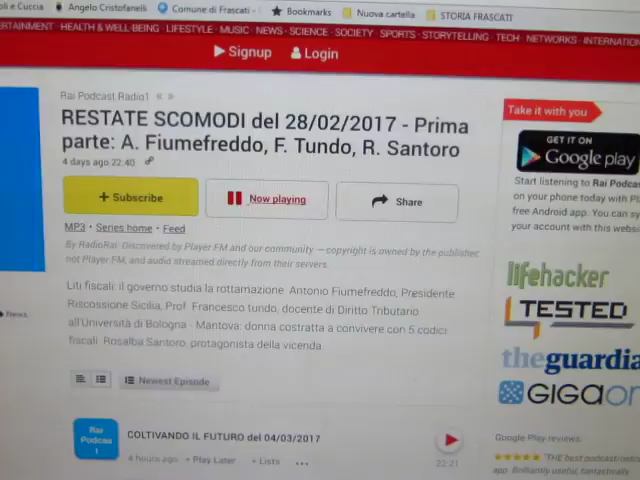 oli e Cuccia Angelo Cristofanelli Comune di Frascati - Bookmarks Nuova cartella STORIA FRASCATI
ERTAINMENT · HEALTH & WELL-BEING · LIFESTYLE · MUSIC · NEWS · SCIENCE · SOCIETY · SPORTS · STORYTELLING · TECH · NETWORKS · INTERNATION
Signup Login
Rai Podcast Radio1 « »
RESTATE SCOMODI del 28/02/2017 - Prima
parte: A. Fiumefreddo, F. Tundo, R. Santoro
4 days ago 22:40
+ Subscribe
Now playing
Share
MP3 · Series home · Feed
By RadioRai. Discovered by Player FM and our community — copyright is owned by the publisher,
not Player FM, and audio streamed directly from their servers.
Liti fiscali: il governo studia la rottamazione. Antonio Fiumefreddo, Presidente
Riscossione Sicilia, Prof. Francesco tundo, docente di Diritto Tributario
all'Università di Bologna - Mantova: donna costratta a convivere con 5 codici
fiscali. Rosalba Santoro, protagonista della vicenda
Newest Episode
Rai
Podcas
1
COLTIVANDO IL FUTURO del 04/03/2017
4 hours ago · Play Later + Lists ...
22:21
News
Take it with you
GET IT ON
Google play
Start listening to Rai Podcas
on your phone today with Pl
free Android app. You can sy
your account with this websi
lifehacker
TESTED
theguardia
GIGAOM
Google Play reviews:
★★★★★ "THE best podcast/netca
app. Brilliantly useful, fantastically